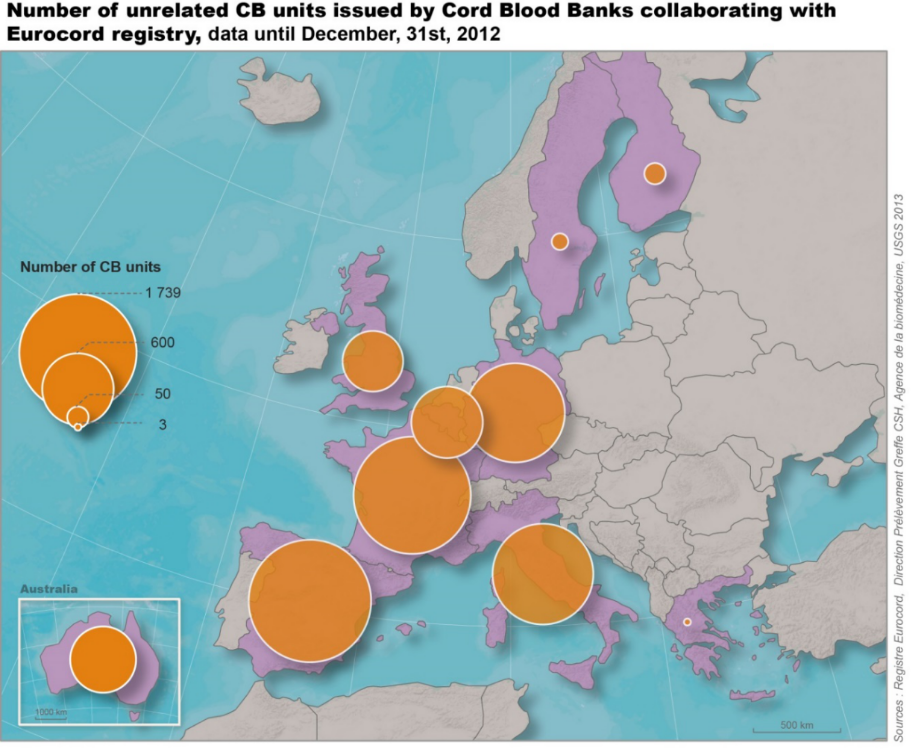 Number of unrelated CB units issued by Cord Blood Banks collaborating with
Eurocord registry, data until December, 31st, 2012
Number of CB units
1 739
600
50
3
Australia
1000 km
500 km
Sources : Registre Eurocord, Direction Prélèvement Greffe CSH, Agence de la biomédecine, USGS 2013